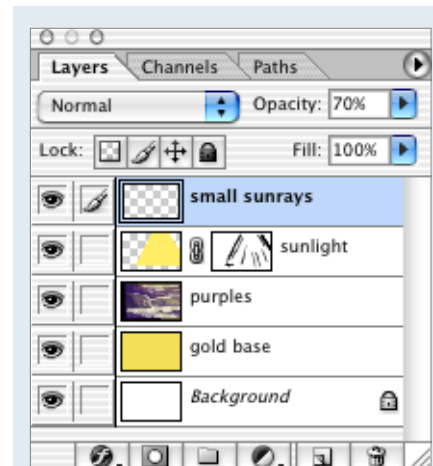 Layers Channels Paths
Normal Opacity: 70%
Lock: Fill: 100%
small sunrays
sunlight
purples
gold base
Background